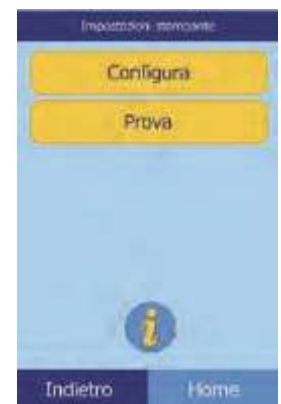 Impostazioni stampante
Configura
Prova
i
Indietro Home